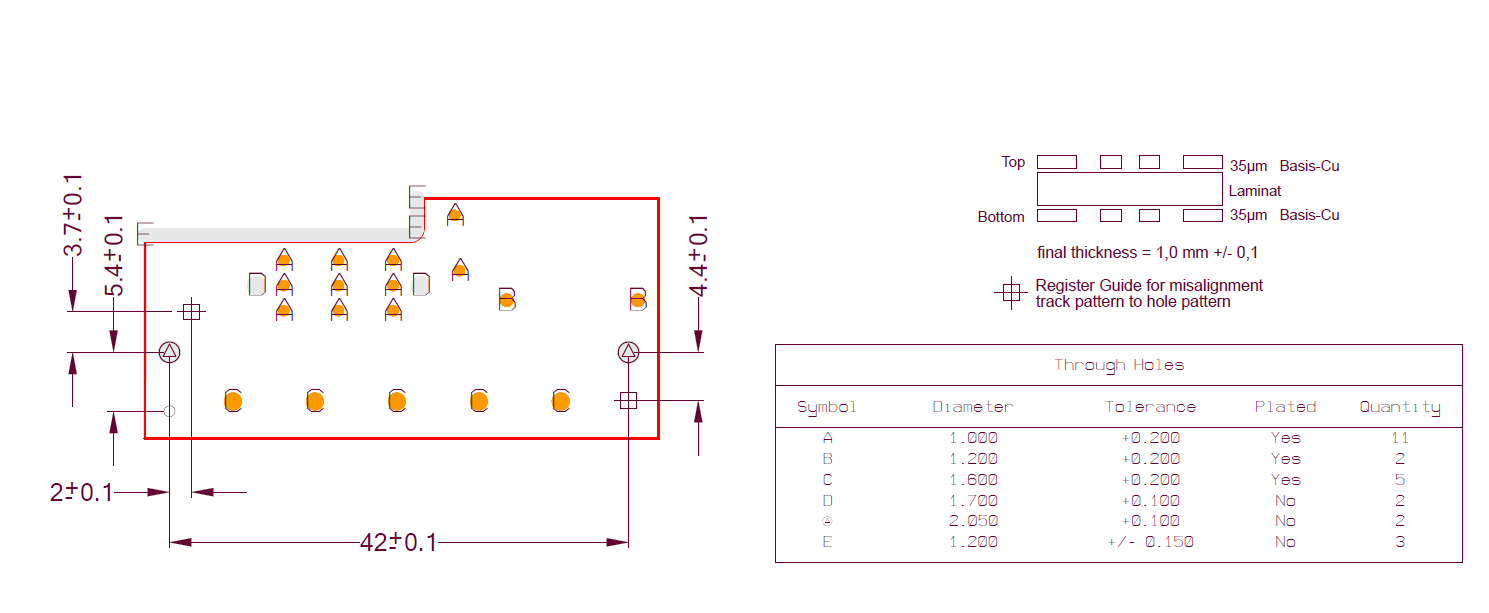 3.7±0.1
5.4±0.1
4.4±0.1
2±0.1
42±0.1
E
E
E
E
A
A
A A A
D A A A D
A A A
B B
A A
C C C C C
Top 35µm Basis-Cu
Laminat
Bottom 35µm Basis-Cu
final thickness = 1,0 mm +/- 0,1
Register Guide for misalignment
track pattern to hole pattern
Through Holes
Symbol Diameter Tolerance Plated Quantity
A 1.000 +0.200 Yes 11
B 1.200 +0.200 Yes 2
C 1.600 +0.200 Yes 5
D 1.700 +0.100 No 2
A 2.050 +0.100 No 2
E 1.200 +/- 0.150 No 3